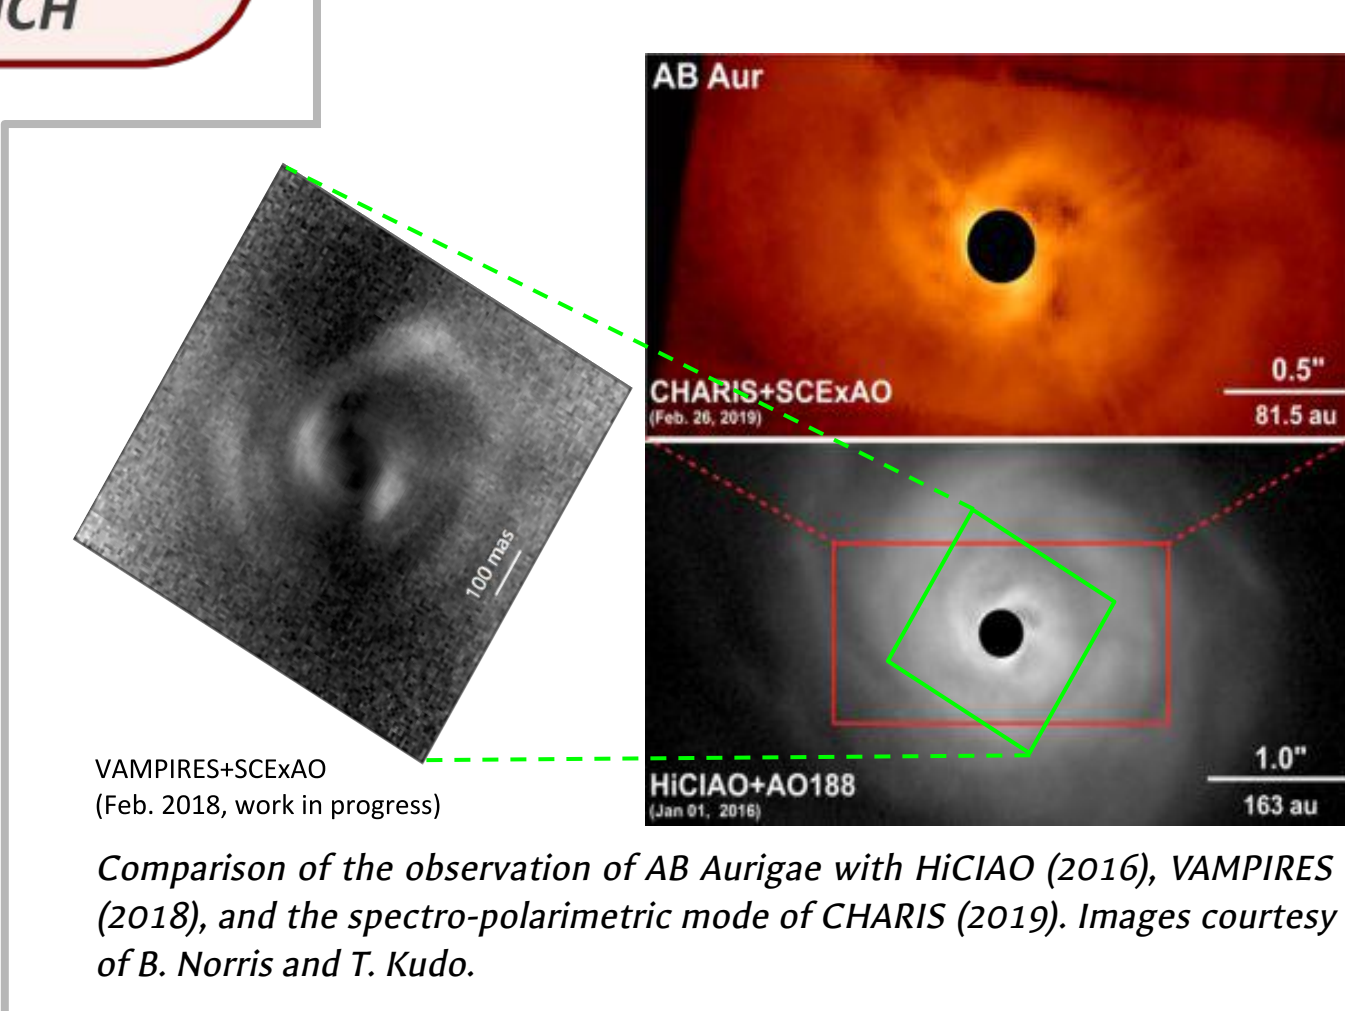 AB Aur
0.5"
CHARIS+SCExAO
(Feb. 26, 2019)
81.5 au
100 mas
1.0"
HiCIAO+AO188
(Jan 01, 2016)
163 au
VAMPIRES+SCExAO
(Feb. 2018, work in progress)
Comparison of the observation of AB Aurigae with HiCIAO (2016), VAMPIRES
(2018), and the spectro-polarimetric mode of CHARIS (2019). Images courtesy
of B. Norris and T. Kudo.